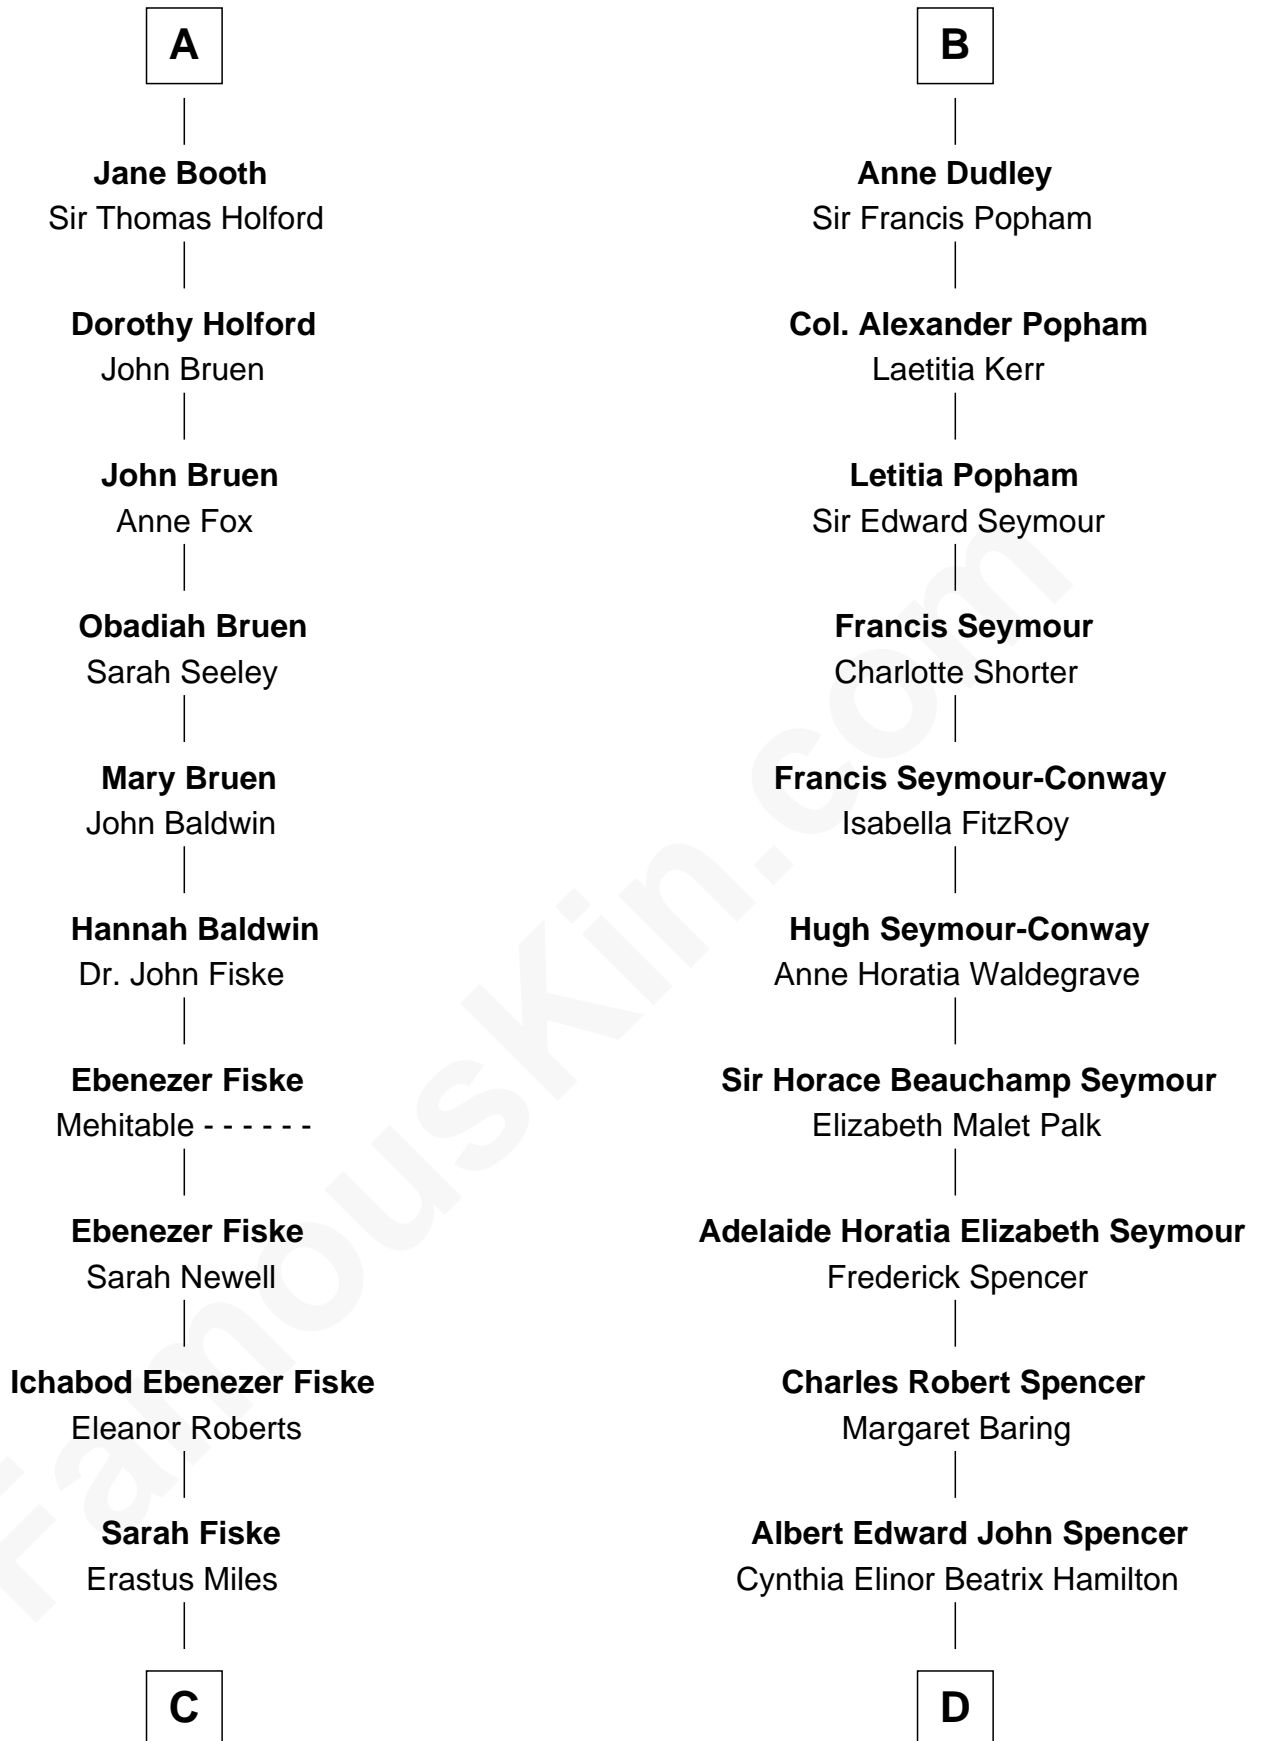 A
Jane Booth
Sir Thomas Holford
Dorothy Holford
John Bruen
John Bruen
Anne Fox
Obadiah Bruen
Sarah Seeley
Mary Bruen
John Baldwin
Hannah Baldwin
Dr. John Fiske
Ebenezer Fiske
Mehitable - - - - - -
Ebenezer Fiske
Sarah Newell
Ichabod Ebenezer Fiske
Eleanor Roberts
Sarah Fiske
Erastus Miles
C
B
Anne Dudley
Sir Francis Popham
Col. Alexander Popham
Laetitia Kerr
Letitia Popham
Sir Edward Seymour
Francis Seymour
Charlotte Shorter
Francis Seymour-Conway
Isabella FitzRoy
Hugh Seymour-Conway
Anne Horatia Waldegrave
Sir Horace Beauchamp Seymour
Elizabeth Malet Palk
Adelaide Horatia Elizabeth Seymour
Frederick Spencer
Charles Robert Spencer
Margaret Baring
Albert Edward John Spencer
Cynthia Elinor Beatrix Hamilton
D
FamousKin.com